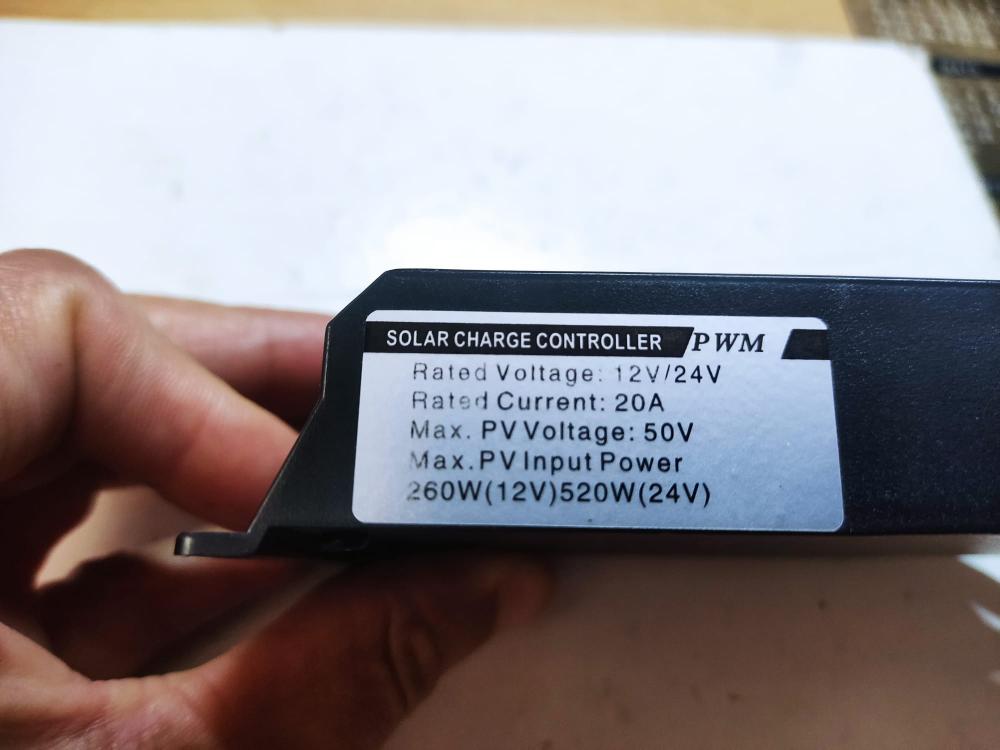 SOLAR CHARGE CONTROLLER PWM
Rated Voltage: 12V/24V
Rated Current: 20A
Max. PV Voltage: 50V
Max.PV Input Power
260W(12V)520W(24V)